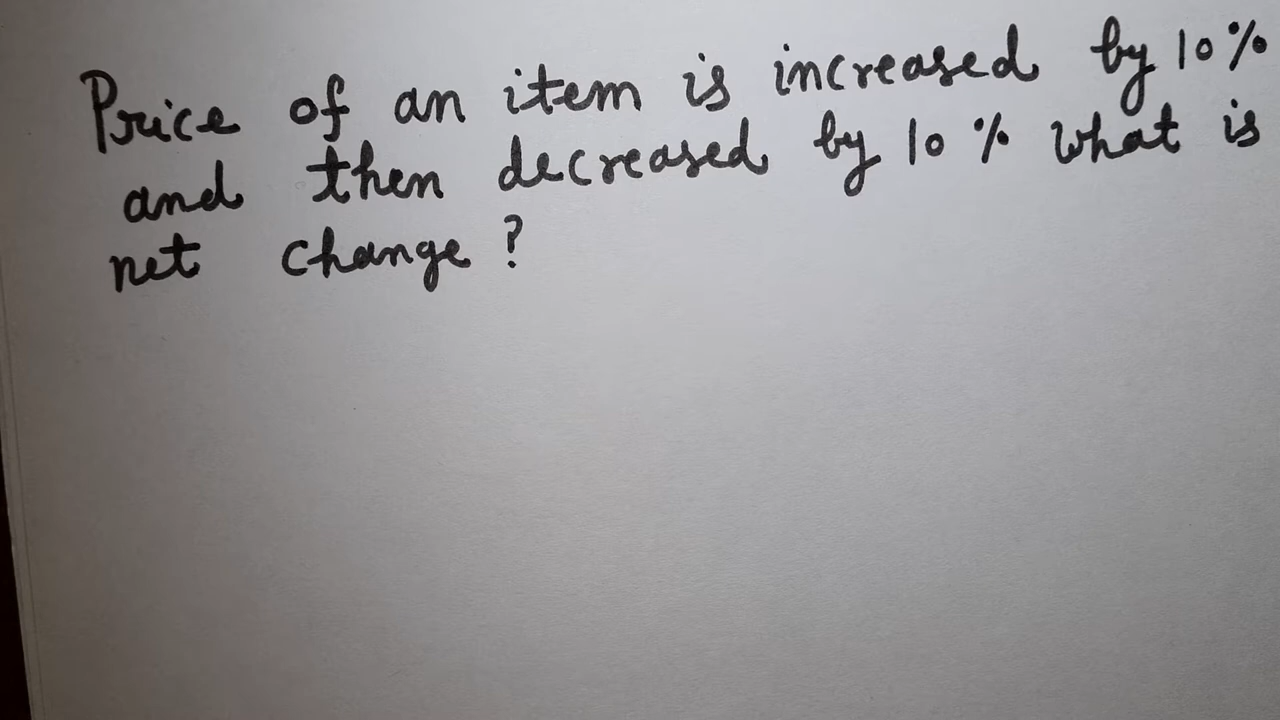 Price of an item is increased by 10%
and then decreased by 10% what is
net change?